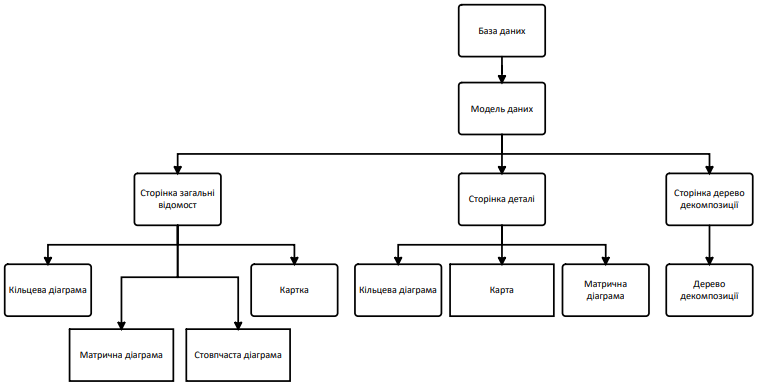 База даних
Модель даних
Сторінка загальні
відомост
Сторінка деталі
Сторінка дерево
декомпозиції
Кільцева діаграма
Картка
Кільцева діаграма
Карта
Матрична
діаграма
Дерево
декомпозиції
Матрична діаграма
Стовпчаста діаграма